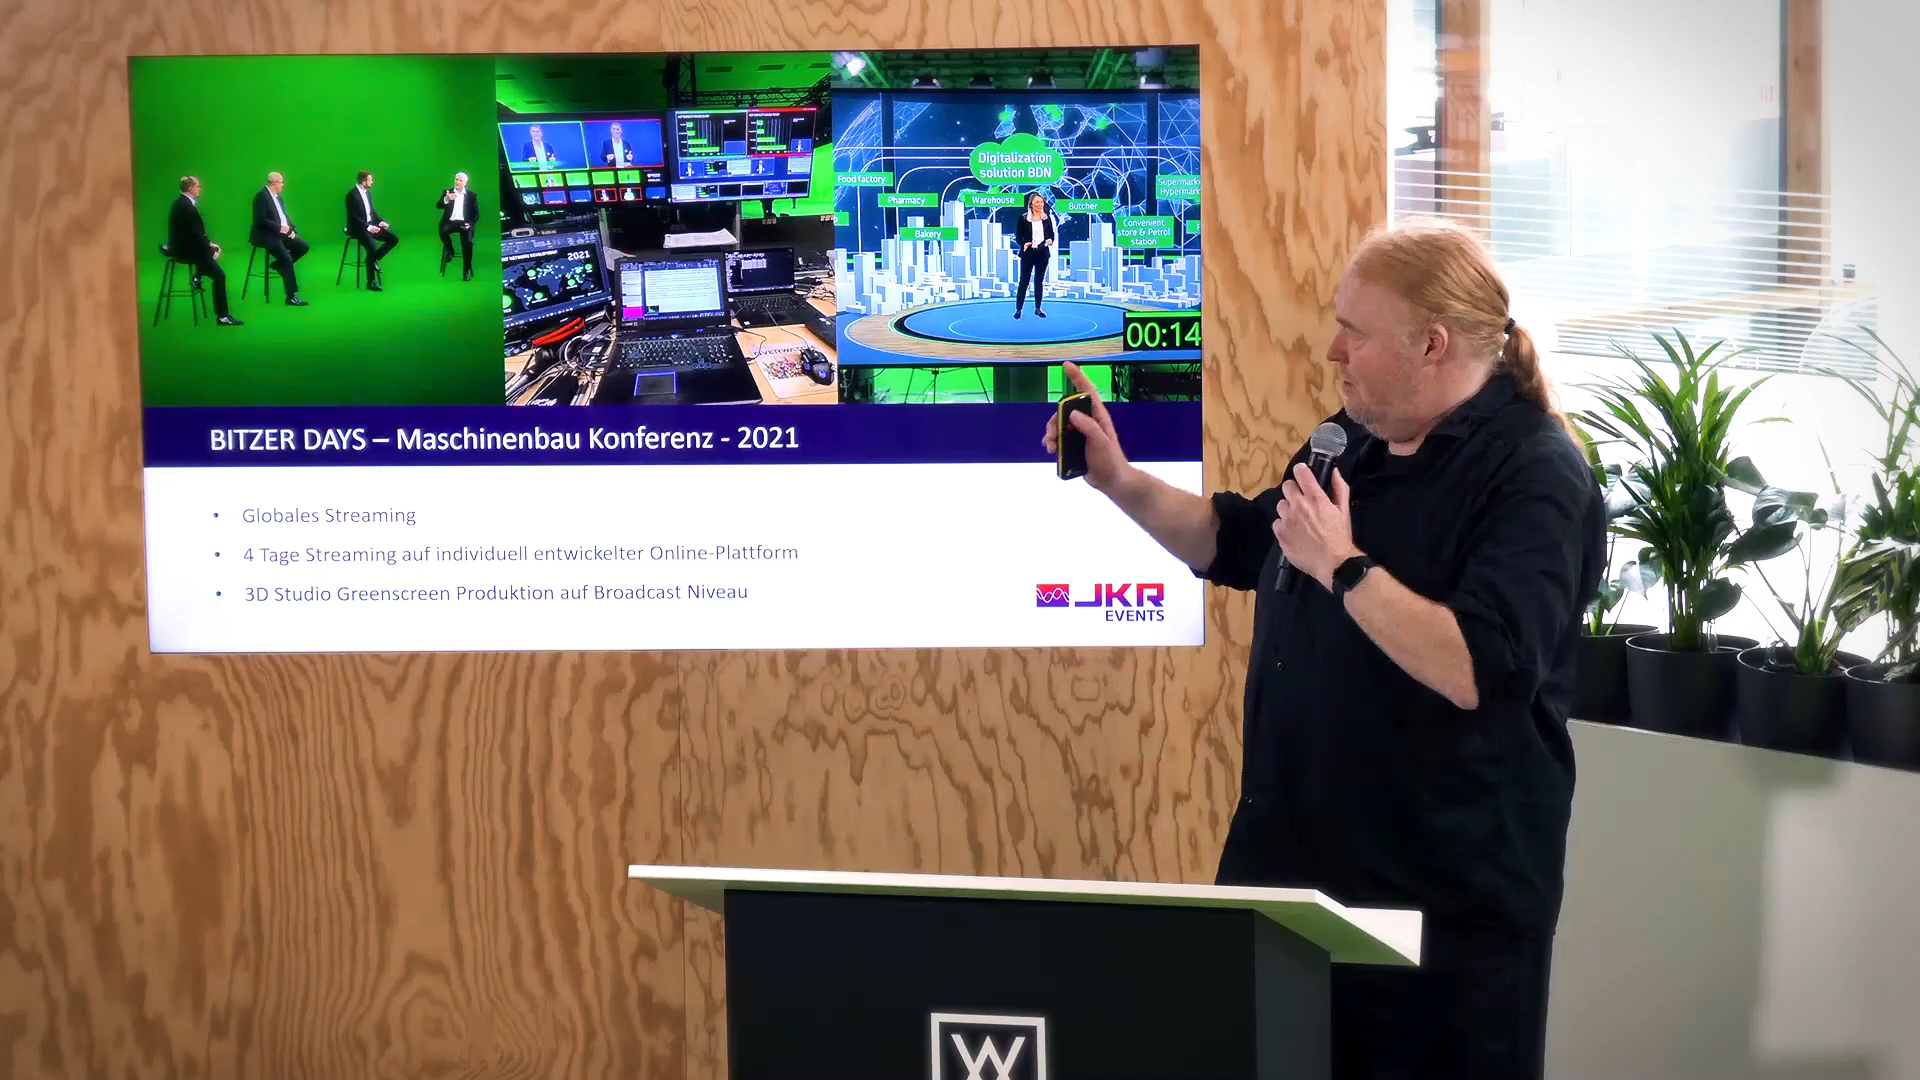 Digitalization
solution BDN
Food factory
Pharmacy
Warehouse
Butcher
Bakery
Convenient
store & Petrol
station
2021
00:14
BITZER DAYS – Maschinenbau Konferenz - 2021
• Globales Streaming
• 4 Tage Streaming auf individuell entwickelter Online-Plattform
• 3D Studio Greenscreen Produktion auf Broadcast Niveau
JKR
EVENTS